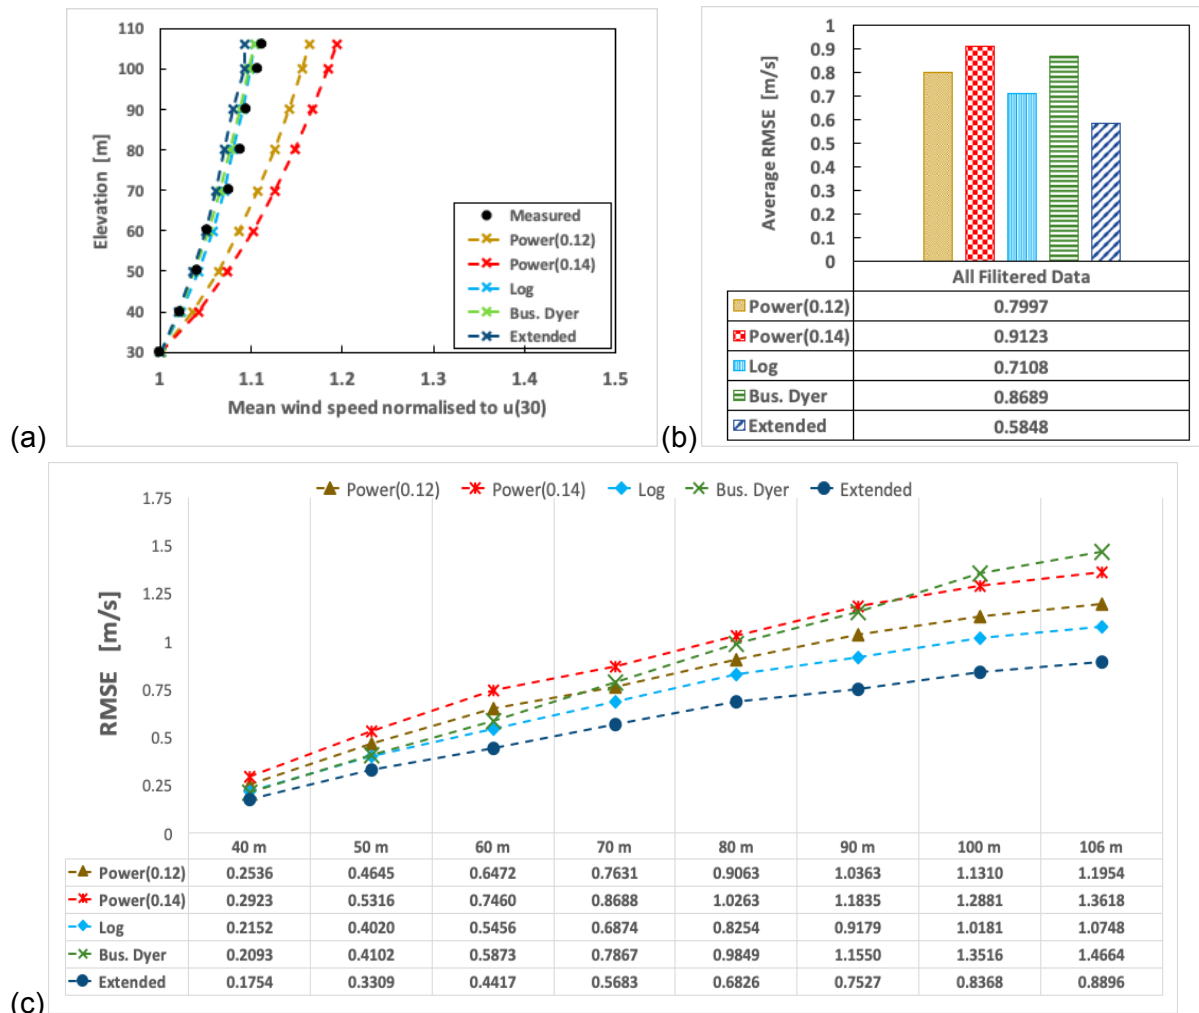 (a)
110
100
90
80
70
60
50
40
30
Elevation [m]
Measured
Power(0.12)
Power(0.14)
Log
Bus. Dyer
Extended
1 1.1 1.2 1.3 1.4 1.5
Mean wind speed normalised to u(30)
(b)
1
0.9
0.8
0.7
0.6
0.5
0.4
0.3
0.2
0.1
0
Average RMSE [m/s]
All Filitered Data
Power(0.12) 0.7997
Power(0.14) 0.9123
Log 0.7108
Bus. Dyer 0.8689
Extended 0.5848
(c)
Power(0.12) Power(0.14) Log Bus. Dyer Extended
1.75
1.5
1.25
1
0.75
0.5
0.25
0
RMSE [m/s]
40 m 50 m 60 m 70 m 80 m 90 m 100 m 106 m
Power(0.12) 0.2536 0.4645 0.6472 0.7631 0.9063 1.0363 1.1310 1.1954
Power(0.14) 0.2923 0.5316 0.7460 0.8688 1.0263 1.1835 1.2881 1.3618
Log 0.2152 0.4020 0.5456 0.6874 0.8254 0.9179 1.0181 1.0748
Bus. Dyer 0.2093 0.4102 0.5873 0.7867 0.9849 1.1550 1.3516 1.4664
Extended 0.1754 0.3309 0.4417 0.5683 0.6826 0.7527 0.8368 0.8896